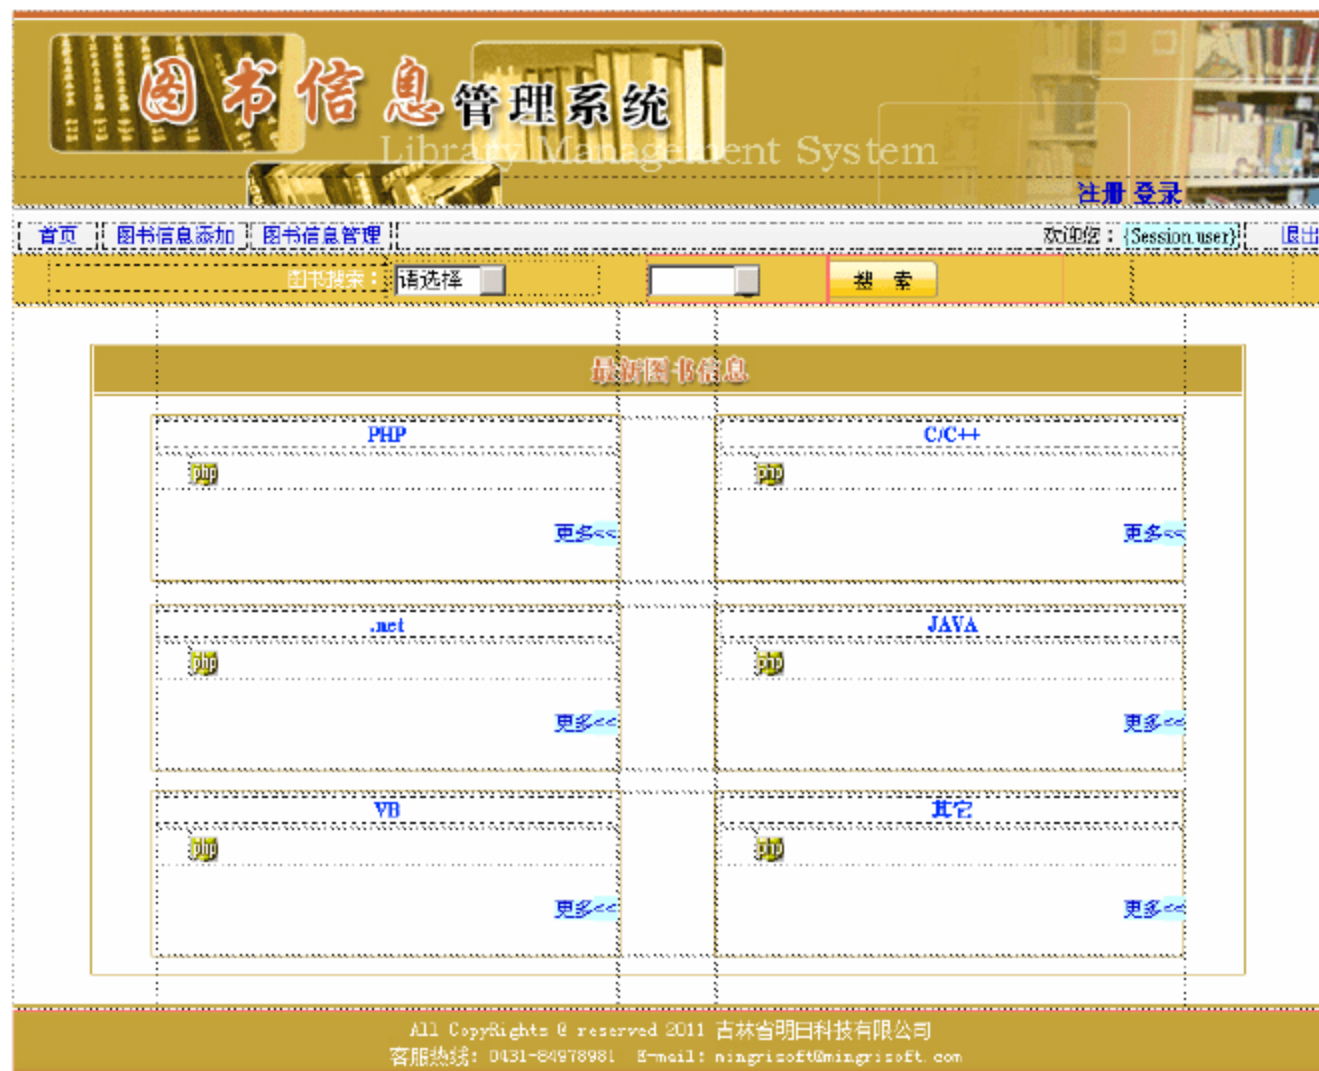 图书信息管理系统
Library Management System
注册 登录
首页 图书信息添加 图书信息管理 欢迎您：{Session.user} 退出
图书搜索： 请选择 搜 索
最新图书信息
PHP C/C++
php php
更多<< 更多<<
.net JAVA
php php
更多<< 更多<<
VB 其它
php php
更多<< 更多<<
All CopyRights @ reserved 2011 吉林省明日科技有限公司
客服热线: 0431-84978981 E-mail: mingrisoft@mingrisoft.com